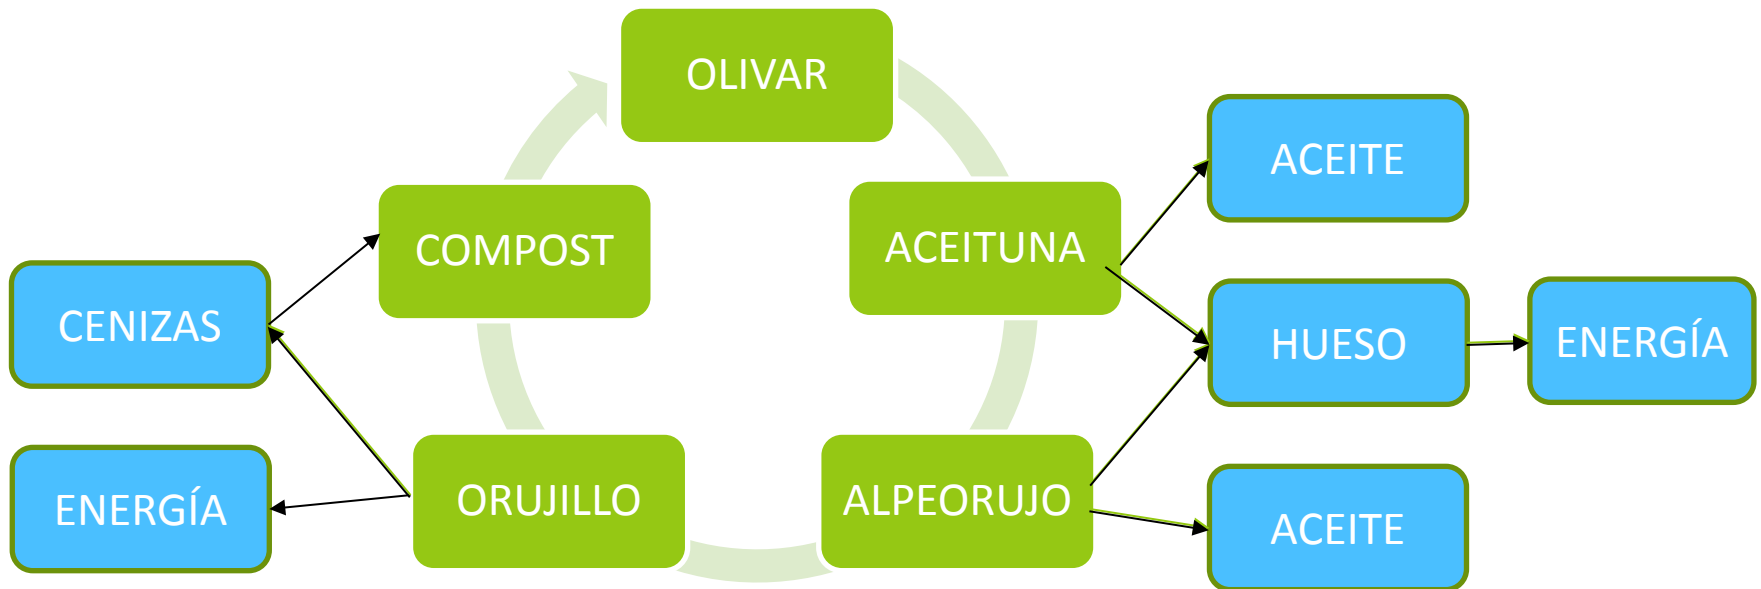 OLIVAR
ACEITE
COMPOST
ACEITUNA
CENIZAS
HUESO
ENERGÍA
ENERGÍA
ORUJILLO
ALPEORUJO
ACEITE